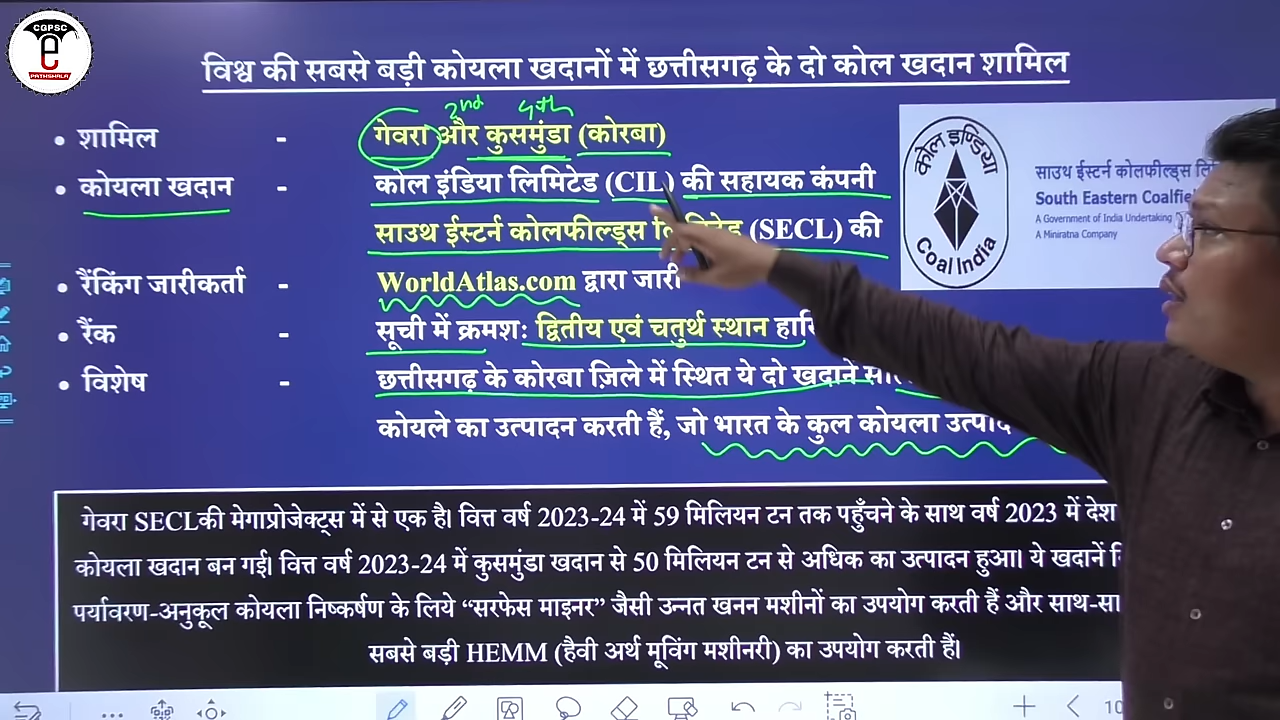 CGPSC
e
PATHSHALA
विश्व की सबसे बड़ी कोयला खदानों में छत्तीसगढ़ के दो कोल खदान शामिल
2nd 4th
• शामिल - गेवरा और कुसमुंडा (कोरबा)
• कोयला खदान - कोल इंडिया लिमिटेड (CIL) की सहायक कंपनी
साउथ ईस्टर्न कोलफील्ड्स (SECL) की
• रैंकिंग जारीकर्ता - WorldAtlas.com द्वारा जारी
• रैंक - सूची में क्रमशः द्वितीय एवं चतुर्थ स्थान
• विशेष - छत्तीसगढ़ के कोरबा ज़िले में स्थित ये दो खदानें
कोयले का उत्पादन करती हैं, जो भारत के कुल कोयला
कोल इण्डिया
Coal India
साउथ ईस्टर्न कोलफील्ड्स
South Eastern
A Government of India Undertaking
A Miniratna Company
गेवरा SECLकी मेगाप्रोजेक्ट्स में से एक है। वित्त वर्ष 2023-24 में 59 मिलियन टन तक पहुँचने के साथ वर्ष 2023 में देश
कोयला खदान बन गई। वित्त वर्ष 2023-24 में कुसमुंडा खदान से 50 मिलियन टन से अधिक का उत्पादन हुआ। ये खदानें
पर्यावरण-अनुकूल कोयला निष्कर्षण के लिये “सरफेस माइनर” जैसी उन्नत खनन मशीनों का उपयोग करती हैं और
सबसे बड़ी HEMM (हैवी अर्थ मूविंग मशीनरी) का उपयोग करती हैं।